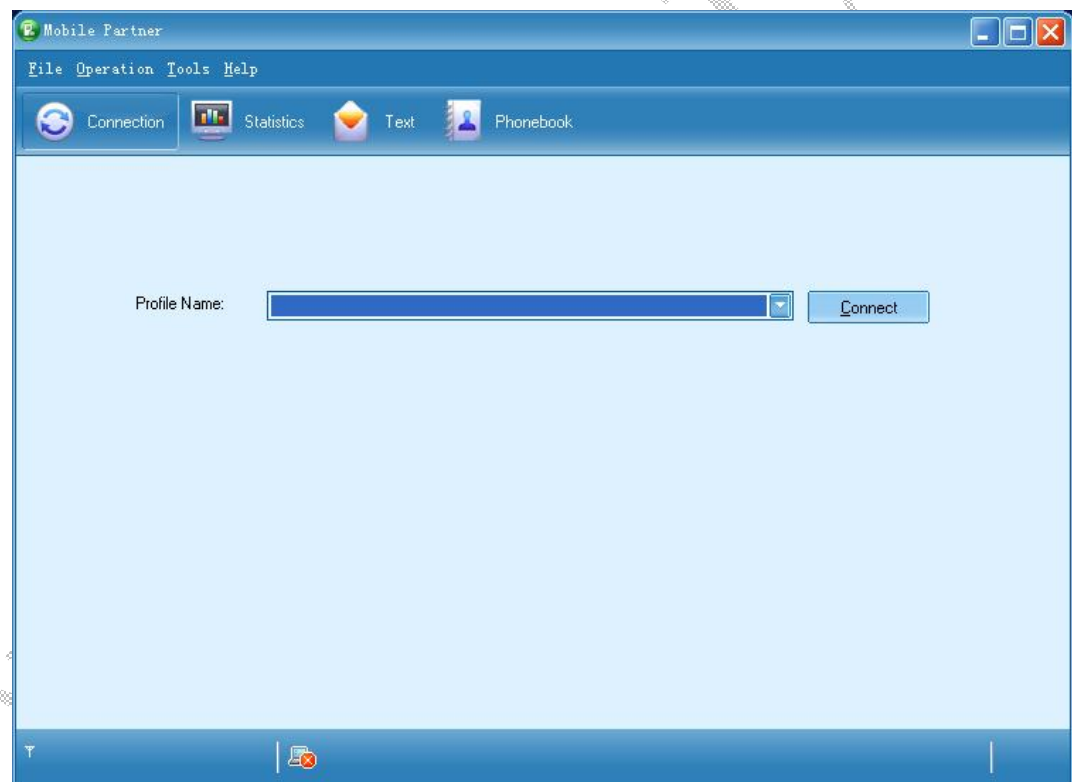 Mobile Partner
File Operation Tools Help
Connection Statistics Text Phonebook
Profile Name: Connect